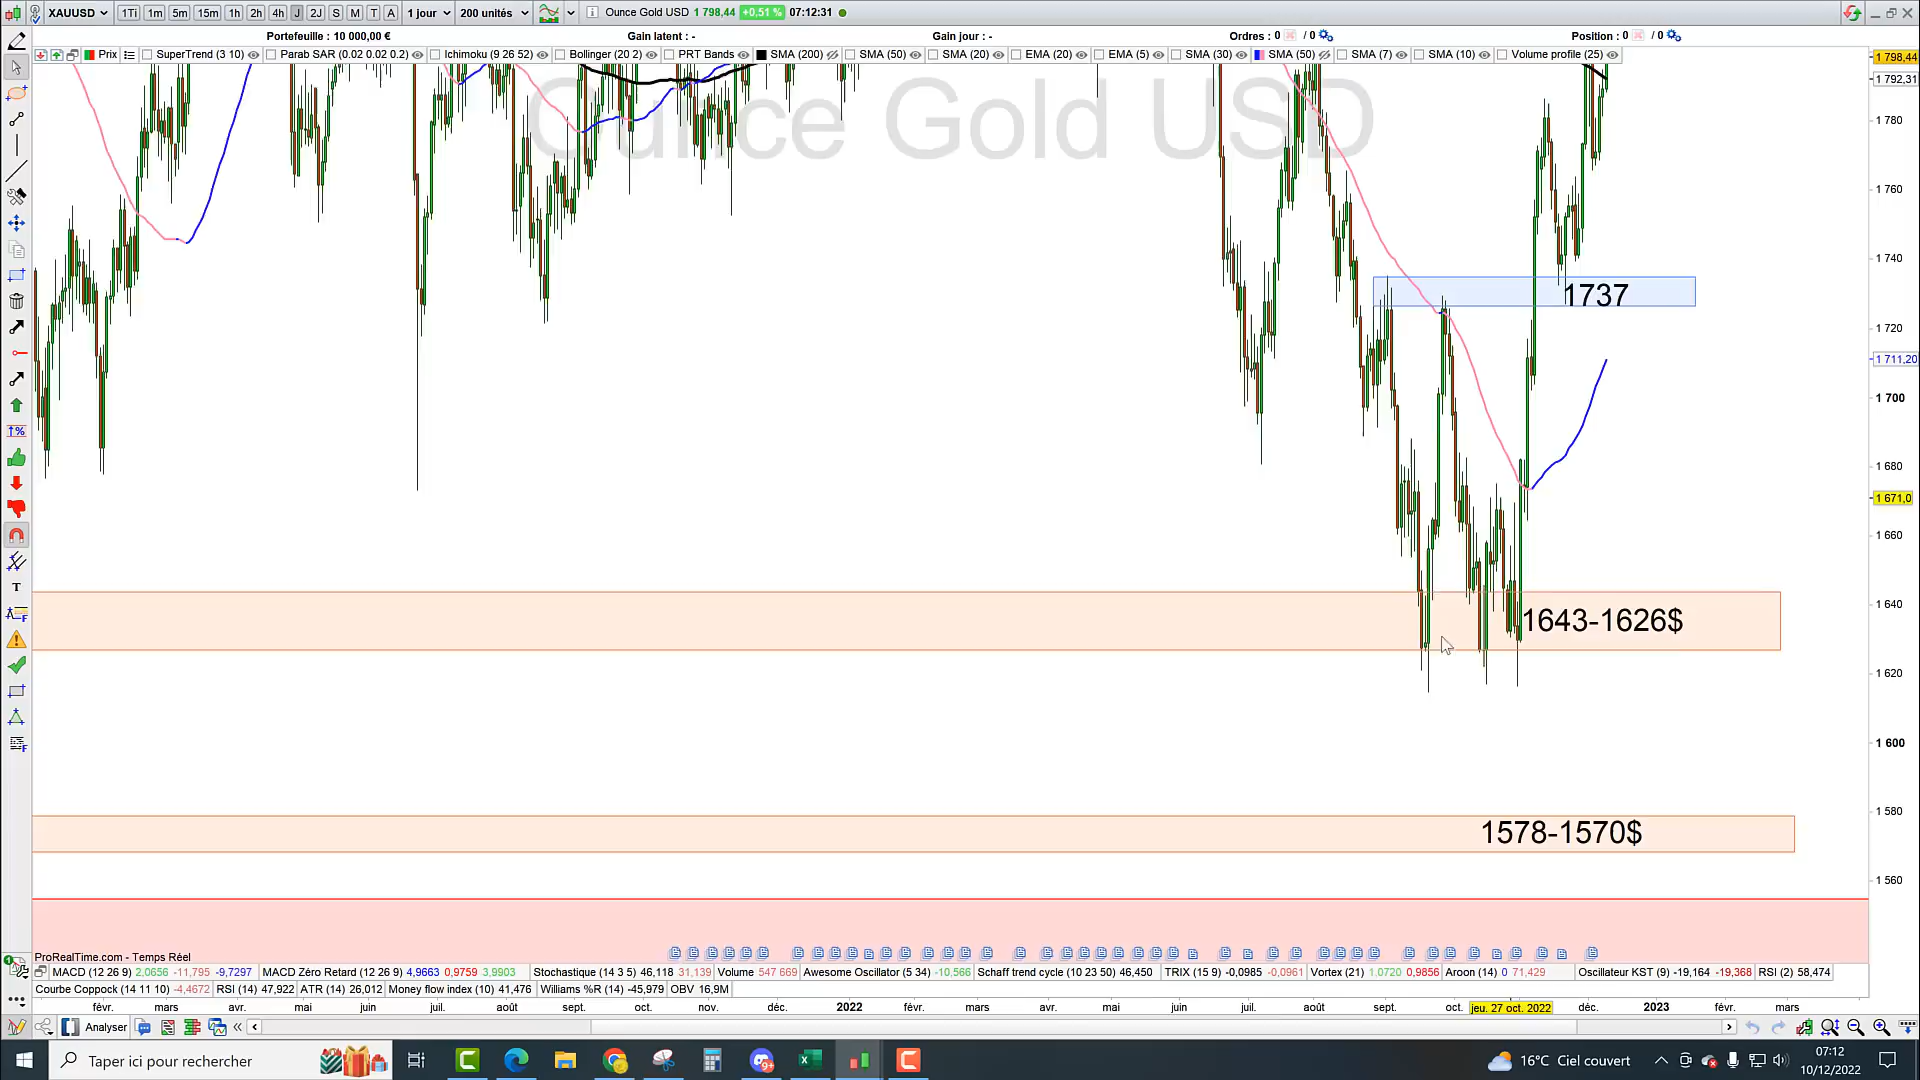 XAUUSD 1Ti 1m 5m 15m 1h 2h 4h J 2J S M T A 1 jour 200 unités Ounce Gold USD 1 798,44 +0,51 % 07:12:31
Portefeuille : 10 000,00 € Gain latent : - Gain jour : - Ordres : 0 / 0 Position : 0 / 0
Prix SuperTrend (3 10) Parab SAR (0.02 0.02 0.2) Ichimoku (9 26 52) Bollinger (20 2) PRT Bands SMA (200) SMA (50) SMA (20) EMA (20) EMA (5) SMA (30) SMA (50) SMA (7) SMA (10) Volume profile (25)
1 798,44
1 792,31
Ounce Gold USD
1 780
1 760
1 740
1737
1 720
1 711,20
1 700
1 680
1 671,0
1 660
1 640
1643-1626$
1 620
1 600
1 580
1578-1570$
1 560
ProRealTime.com - Temps Réel
MACD (12 26 9) 2,0656 -11,795 -9,7297 MACD Zéro Retard (12 26 9) 4,9663 0,9759 3,9903 Stochastique (14 3 5) 46,118 31,139 Volume 547 669 Awesome Oscillator (5 34) -10,566 Schaff trend cycle (10 23 50) 46,450 TRIX (15 9) -0,0985 -0,0961 Vortex (21) 1.0720 0,9856 Aroon (14) 0 71,429 Oscillateur KST (9) -19,164 -19,368 RSI (2) 58,474
Courbe Coppock (14 11 10) -4,4672 RSI (14) 47,922 ATR (14) 26,012 Money flow index (10) 41,476 Williams %R (14) -45,979 OBV 16,9M
févr. mars avr. mai juin juil. août sept. oct. nov. déc. 2022 févr. mars avr. mai juin juil. août sept. oct. jeu. 27 oct. 2022 déc. 2023 févr. mars
Analyser
Taper ici pour rechercher
16°C Ciel couvert
07:12
10/12/2022